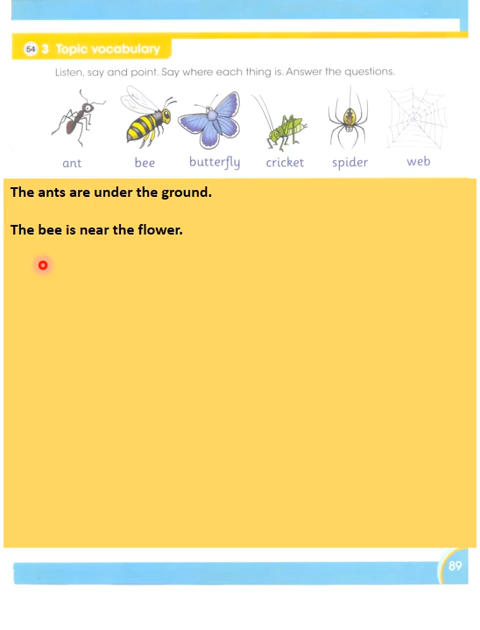 54 3 Topic vocabulary
Listen, say and point. Say where each thing is. Answer the questions.
ant bee butterfly cricket spider web
The ants are under the ground.
The bee is near the flower.
89